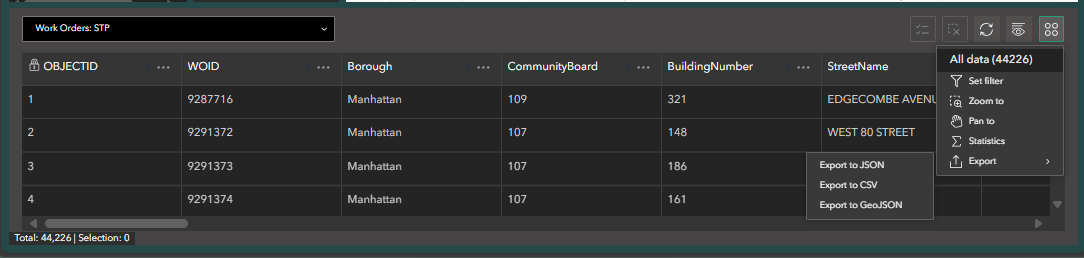 Work Orders: STP
OBJECTID ... WOID ... Borough ... CommunityBoard ... BuildingNumber ... StreetName
1 9287716 Manhattan 109 321 EDGECOMBE AVENU
2 9291372 Manhattan 107 148 WEST 80 STREET
3 9291373 Manhattan 107 186
4 9291374 Manhattan 107 161
All data (44226)
Set filter
Zoom to
Pan to
Statistics
Export
Export to JSON
Export to CSV
Export to GeoJSON
Total: 44,226 | Selection: 0